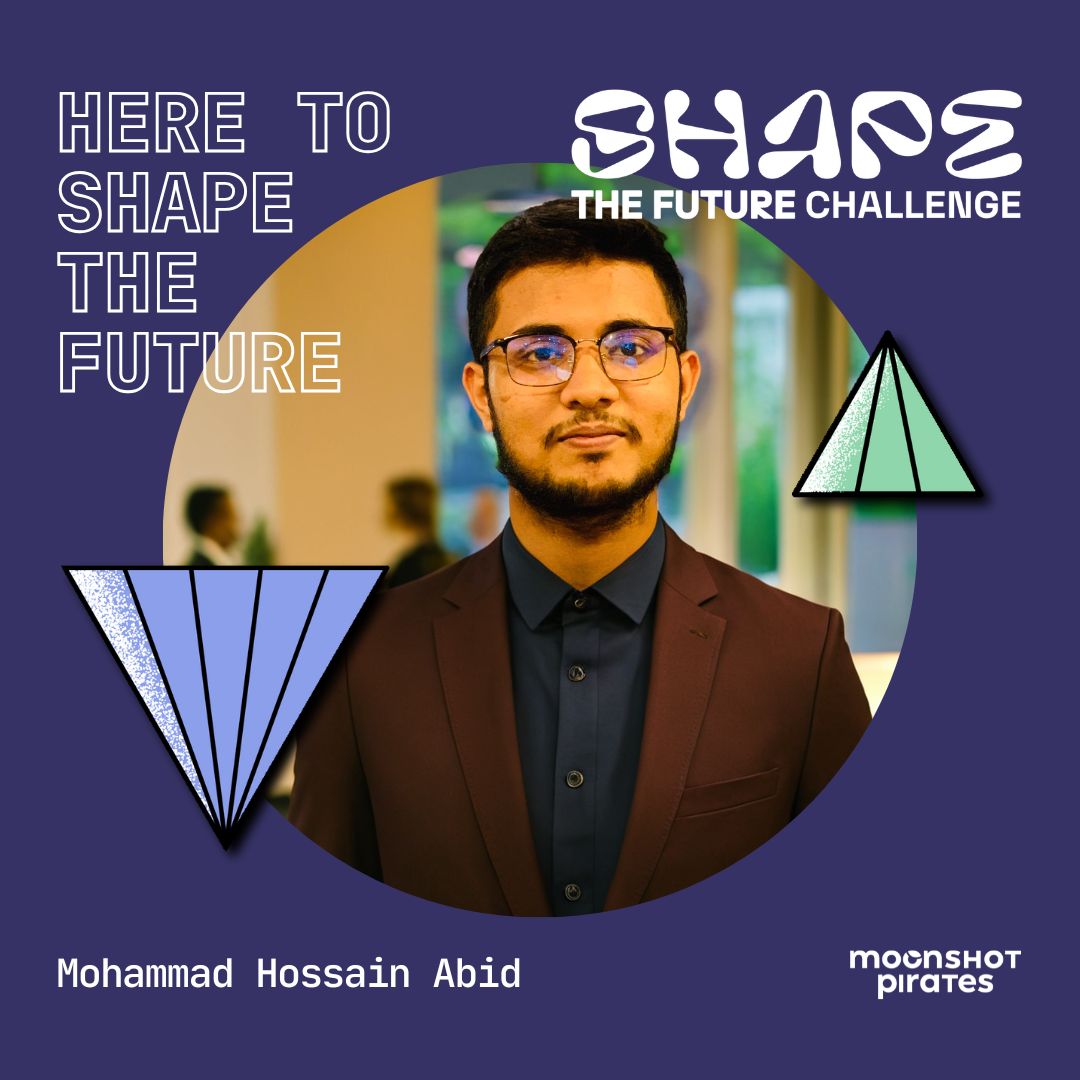 HERE TO
SHAPE
THE
FUTURE
SHAPE
THE FUTURE CHALLENGE
Mohammad Hossain Abid
moonsHOT
pirates